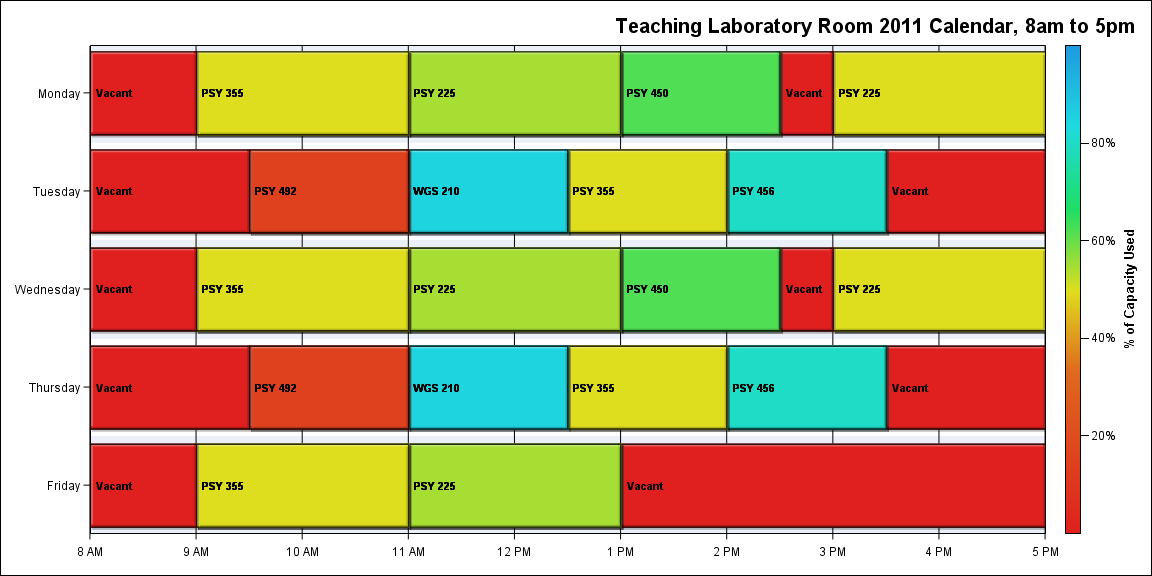 Teaching Laboratory Room 2011 Calendar, 8am to 5pm
Monday
Vacant
PSY 355
PSY 225
PSY 450
Vacant
PSY 225
Tuesday
Vacant
PSY 492
WGS 210
PSY 355
PSY 456
Vacant
Wednesday
Vacant
PSY 355
PSY 225
PSY 450
Vacant
PSY 225
Thursday
Vacant
PSY 492
WGS 210
PSY 355
PSY 456
Vacant
Friday
Vacant
PSY 355
PSY 225
Vacant
8 AM
9 AM
10 AM
11 AM
12 PM
1 PM
2 PM
3 PM
4 PM
5 PM
80%
60%
40%
20%
% of Capacity Used